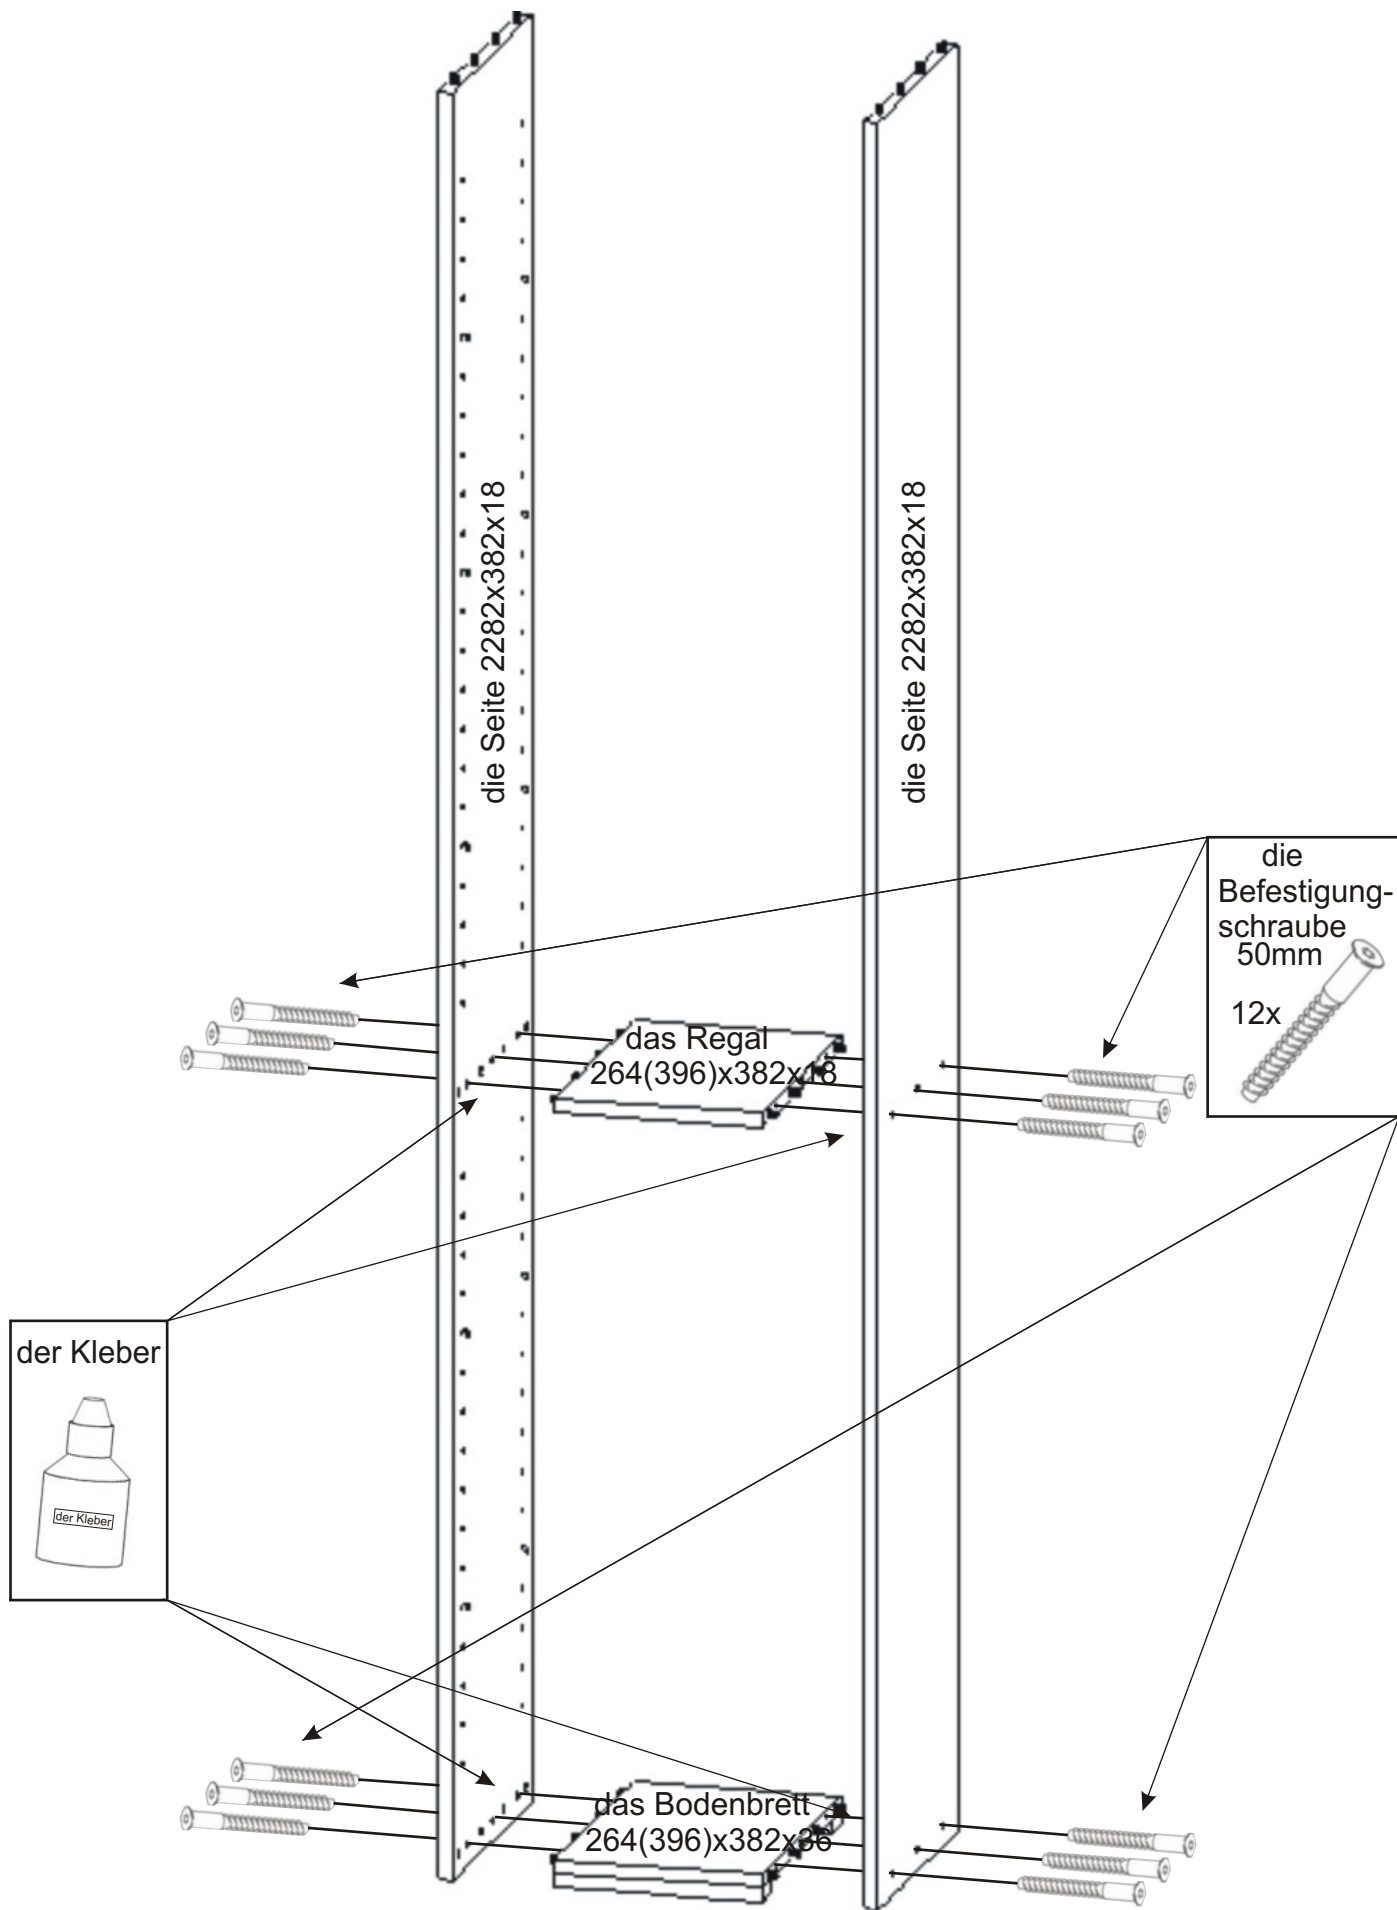 die Seite 2282x382x18
die Seite 2282x382x18
die
Befestigung-
schraube
50mm
12x
das Regal
264(396)x382x18
der Kleber
der Kleber
das Bodenbrett
264(396)x382x36